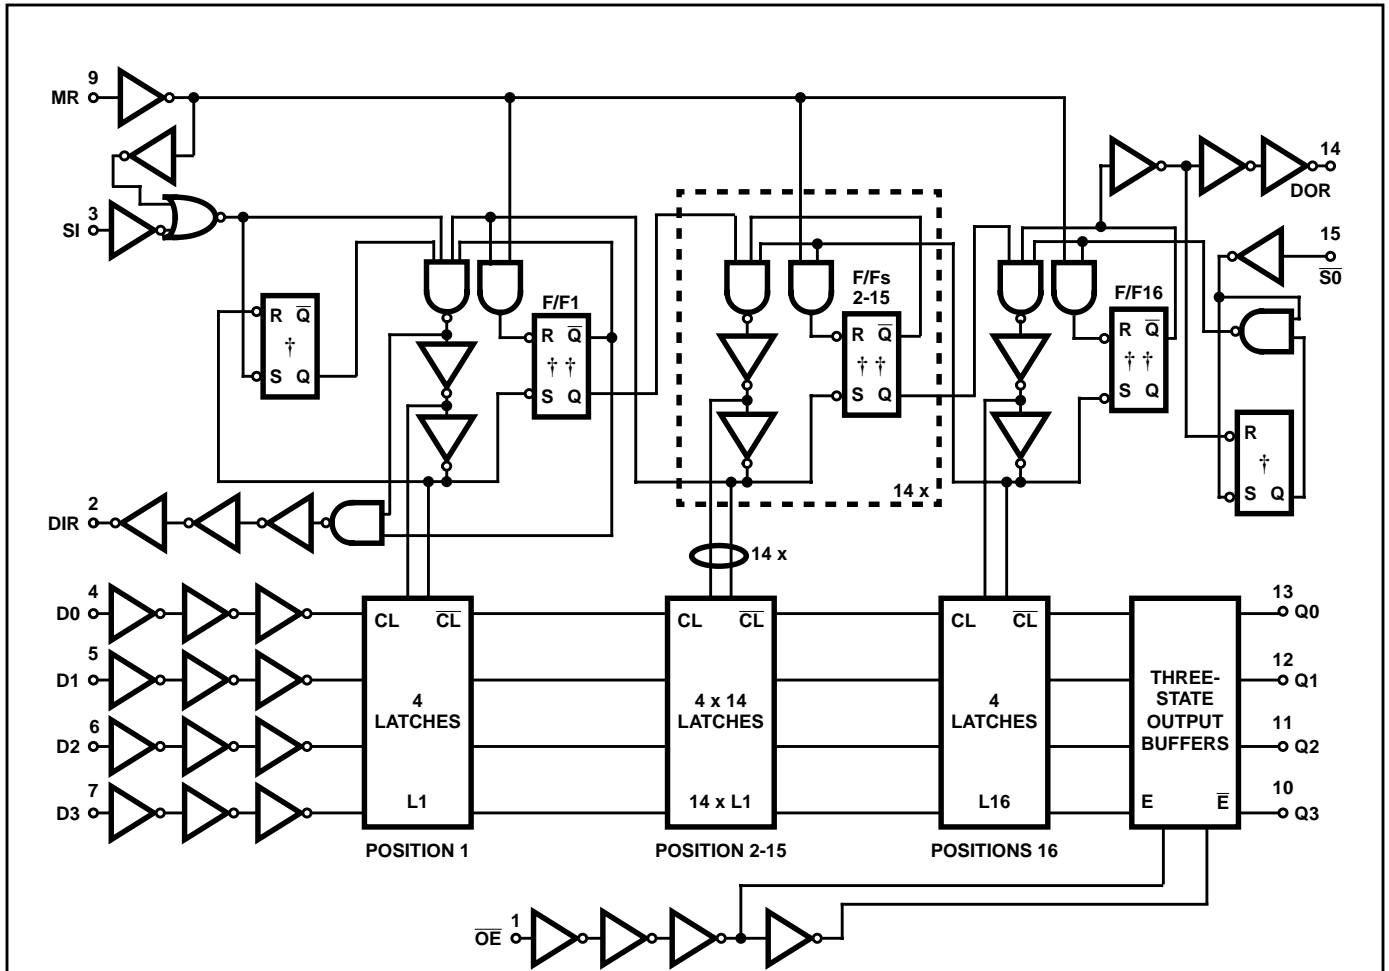 9
MR
3
SI
14
DOR
15
S0
F/F1
F/Fs
2-15
F/F16
R Q
†
S Q
R Q
† †
S Q
R Q
† †
S Q
R Q
† †
S Q
R
†
S Q
14 x
2
DIR
14 x
4
D0
5
D1
6
D2
7
D3
CL CL
4
LATCHES
L1
POSITION 1
CL CL
4 x 14
LATCHES
14 x L1
POSITION 2-15
CL CL
4
LATCHES
L16
POSITIONS 16
THREE-
STATE
OUTPUT
BUFFERS
E E
13
Q0
12
Q1
11
Q2
10
Q3
1
OE